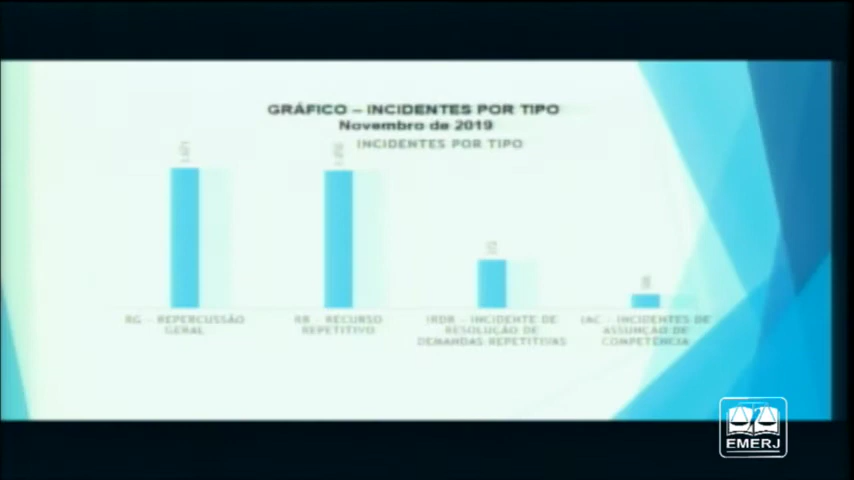 GRÁFICO – INCIDENTES POR TIPO
Novembro de 2019
INCIDENTES POR TIPO
RG - REPERCUSSÃO
GERAL
RR - RECURSO
REPETITIVO
IRDR - INCIDENTE DE
RESOLUÇÃO DE
DEMANDAS REPETITIVAS
IAC - INCIDENTES DE
ASSUNÇÃO DE
COMPETÊNCIA
EMERJ